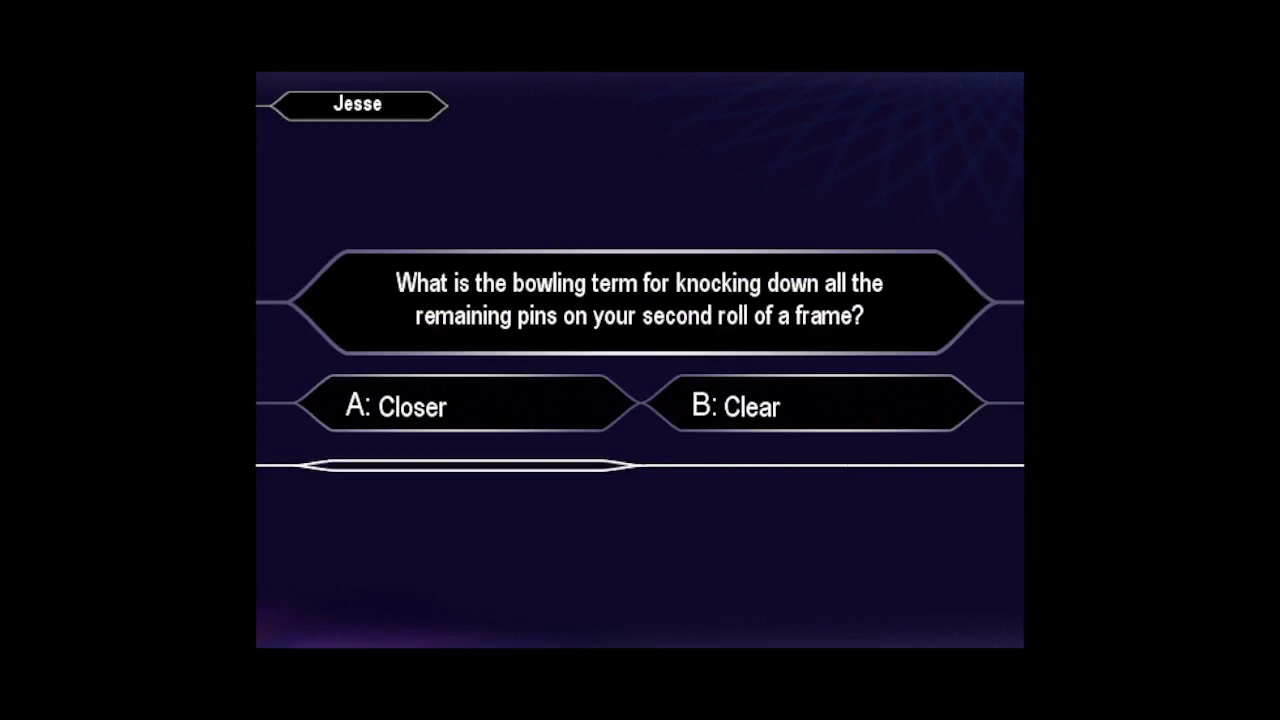 Jesse
What is the bowling term for knocking down all the
remaining pins on your second roll of a frame?
A: Closer
B: Clear